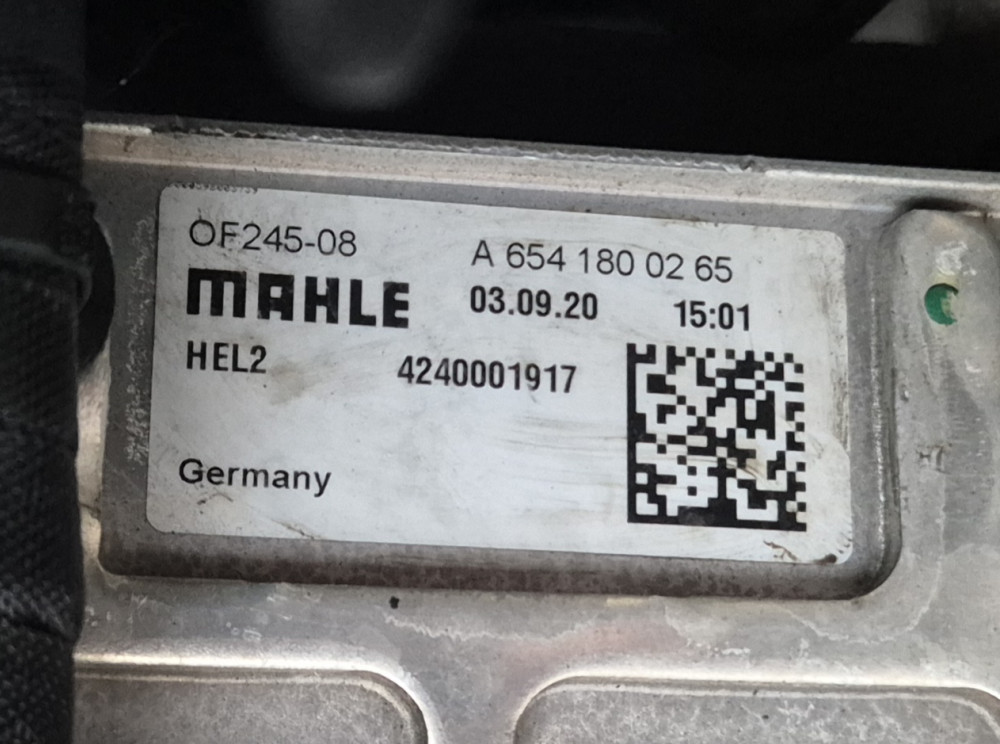 OF245-08
A 654 180 02 65
MAHLE
03.09.20 15:01
HEL2
4240001917
Germany